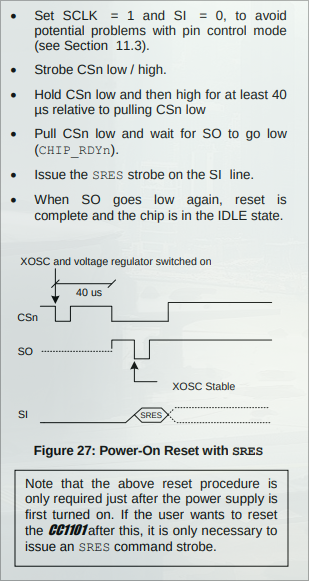 • Set SCLK = 1 and SI = 0, to avoid
potential problems with pin control mode
(see Section 11.3).
• Strobe CSn low / high.
• Hold CSn low and then high for at least 40
µs relative to pulling CSn low
• Pull CSn low and wait for SO to go low
(CHIP_RDYn).
• Issue the SRES strobe on the SI line.
• When SO goes low again, reset is
complete and the chip is in the IDLE state.
XOSC and voltage regulator switched on
40 us
CSn
SO
XOSC Stable
SI
SRES
Figure 27: Power-On Reset with SRES
Note that the above reset procedure is
only required just after the power supply is
first turned on. If the user wants to reset
the CC1101 after this, it is only necessary to
issue an SRES command strobe.